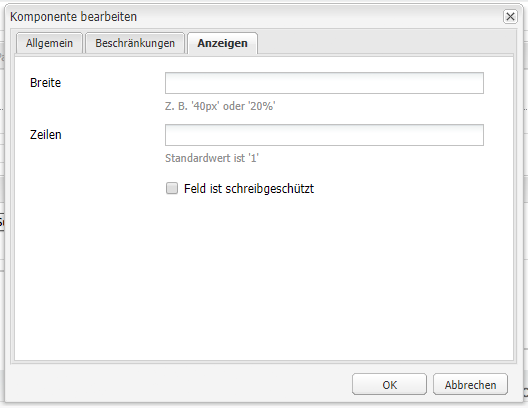 Komponente bearbeiten
Allgemein Beschränkungen Anzeigen
Breite
Z. B. '40px' oder '20%'
Zeilen
Standardwert ist '1'
Feld ist schreibgeschützt
OK Abbrechen